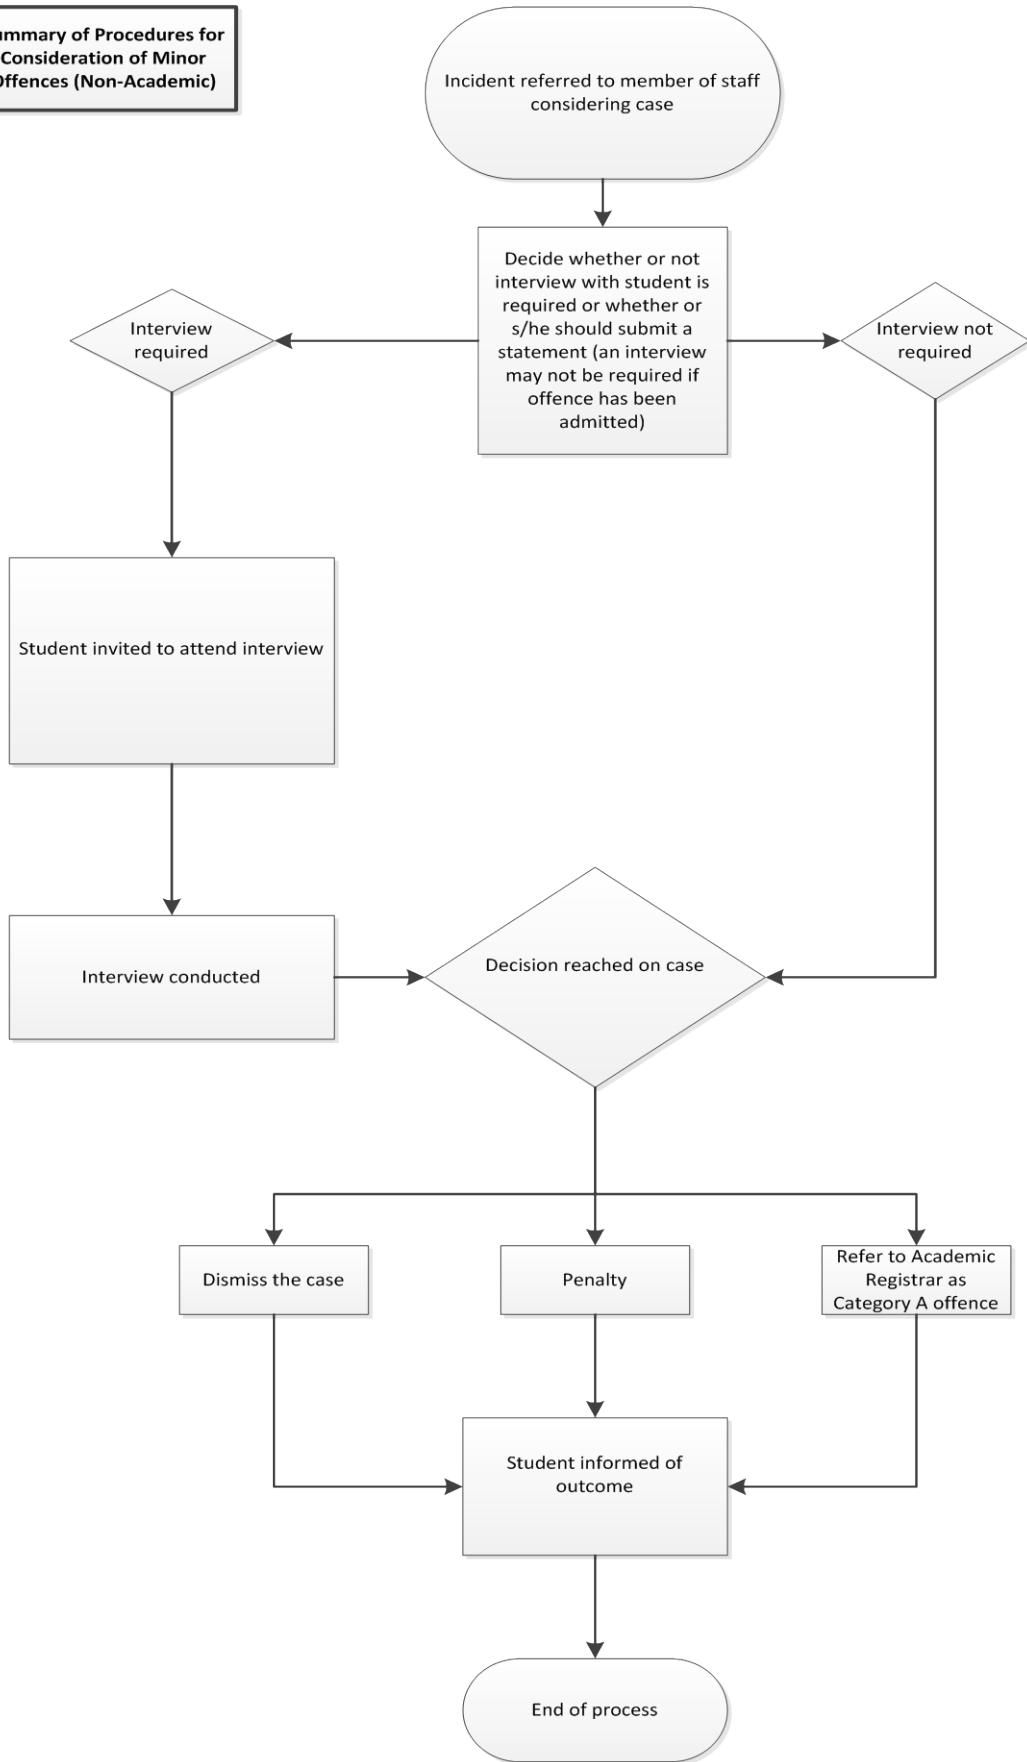 ummary of Procedures for
Consideration of Minor
ffences (Non-Academic)
Incident referred to member of staff
considering case
Decide whether or not
interview with student is
required or whether or
s/he should submit a
statement (an interview
may not be required if
offence has been
admitted)
Interview
required
Interview not
required
Student invited to attend interview
Interview conducted
Decision reached on case
Dismiss the case
Penalty
Refer to Academic
Registrar as
Category A offence
Student informed of
outcome
End of process